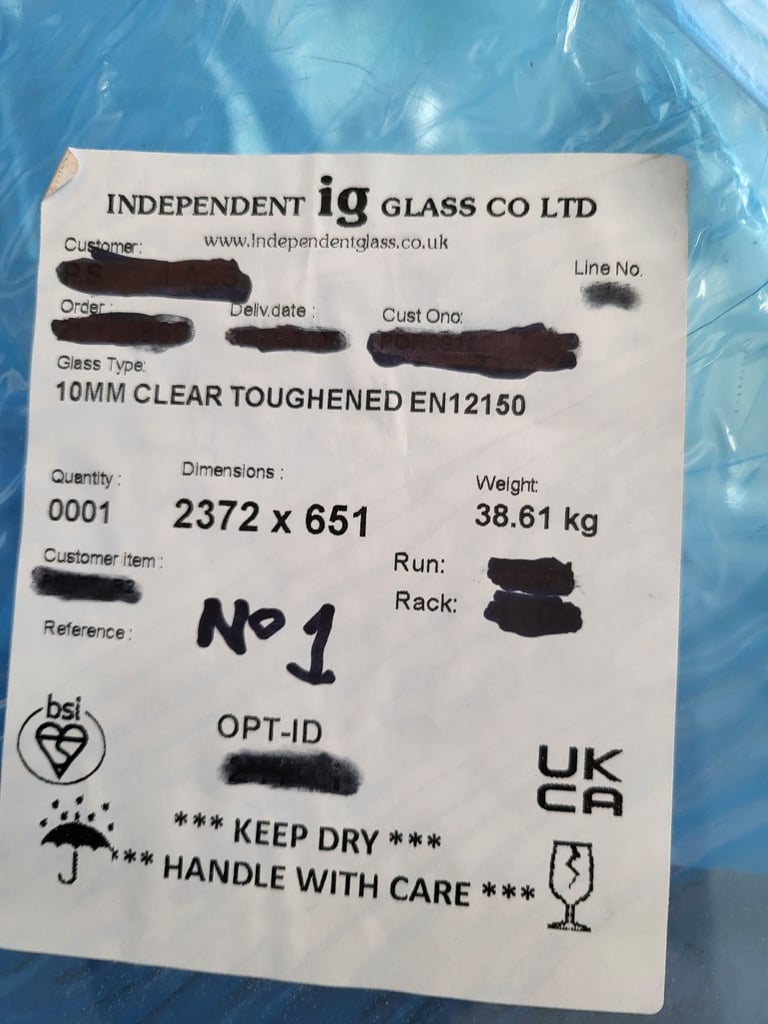 INDEPENDENT ig GLASS CO LTD
www.Independentglass.co.uk
Customer:
Line No.
Order :
Deliv.date :
Cust Ono:
Glass Type:
10MM CLEAR TOUGHENED EN12150
Quantity :
Dimensions :
Weight:
0001
2372 x 651
38.61 kg
Customer item :
Run:
Rack:
Reference :
No 1
bsi
OPT-ID
UK
CA
*** KEEP DRY ***
*** HANDLE WITH CARE ***